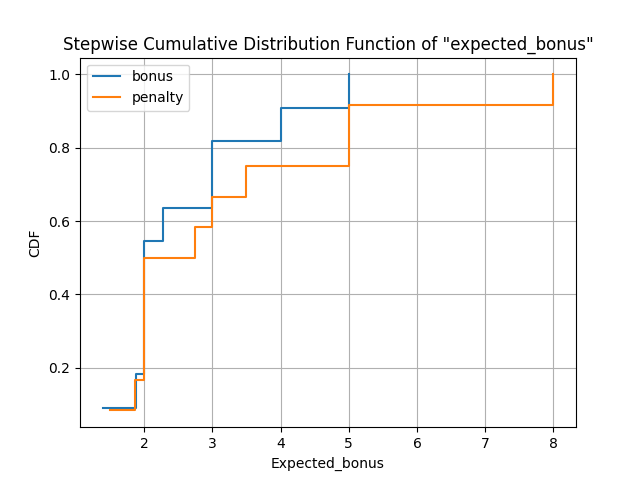 Stepwise Cumulative Distribution Function of "expected_bonus"
bonus
penalty
1.0
0.8
0.6
0.4
0.2
CDF
2 3 4 5 6 7 8
Expected_bonus